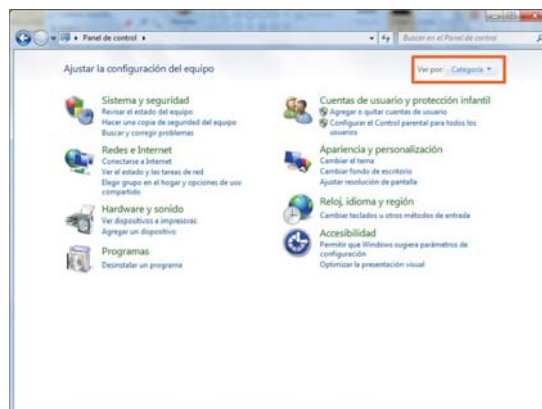 Panel de control
Buscar en el Panel de control
Ajustar la configuración del equipo
Ver por: Categoría
Sistema y seguridad
Revisar el estado del equipo
Hacer una copia de seguridad del equipo
Buscar y corregir problemas
Redes e Internet
Conectarse a Internet
Ver el estado y las tareas de red
Elegir grupo en el hogar y opciones de uso
compartido
Hardware y sonido
Ver dispositivos e impresoras
Agregar un dispositivo
Programas
Desinstalar un programa
Cuentas de usuario y protección infantil
Agregar o quitar cuentas de usuario
Configurar el Control parental para todos los
usuarios
Apariencia y personalización
Cambiar el tema
Cambiar fondo de escritorio
Ajustar resolución de pantalla
Reloj, idioma y región
Cambiar teclados u otros métodos de entrada
Accesibilidad
Permitir que Windows sugiera parámetros de
configuración
Optimizar la presentación visual